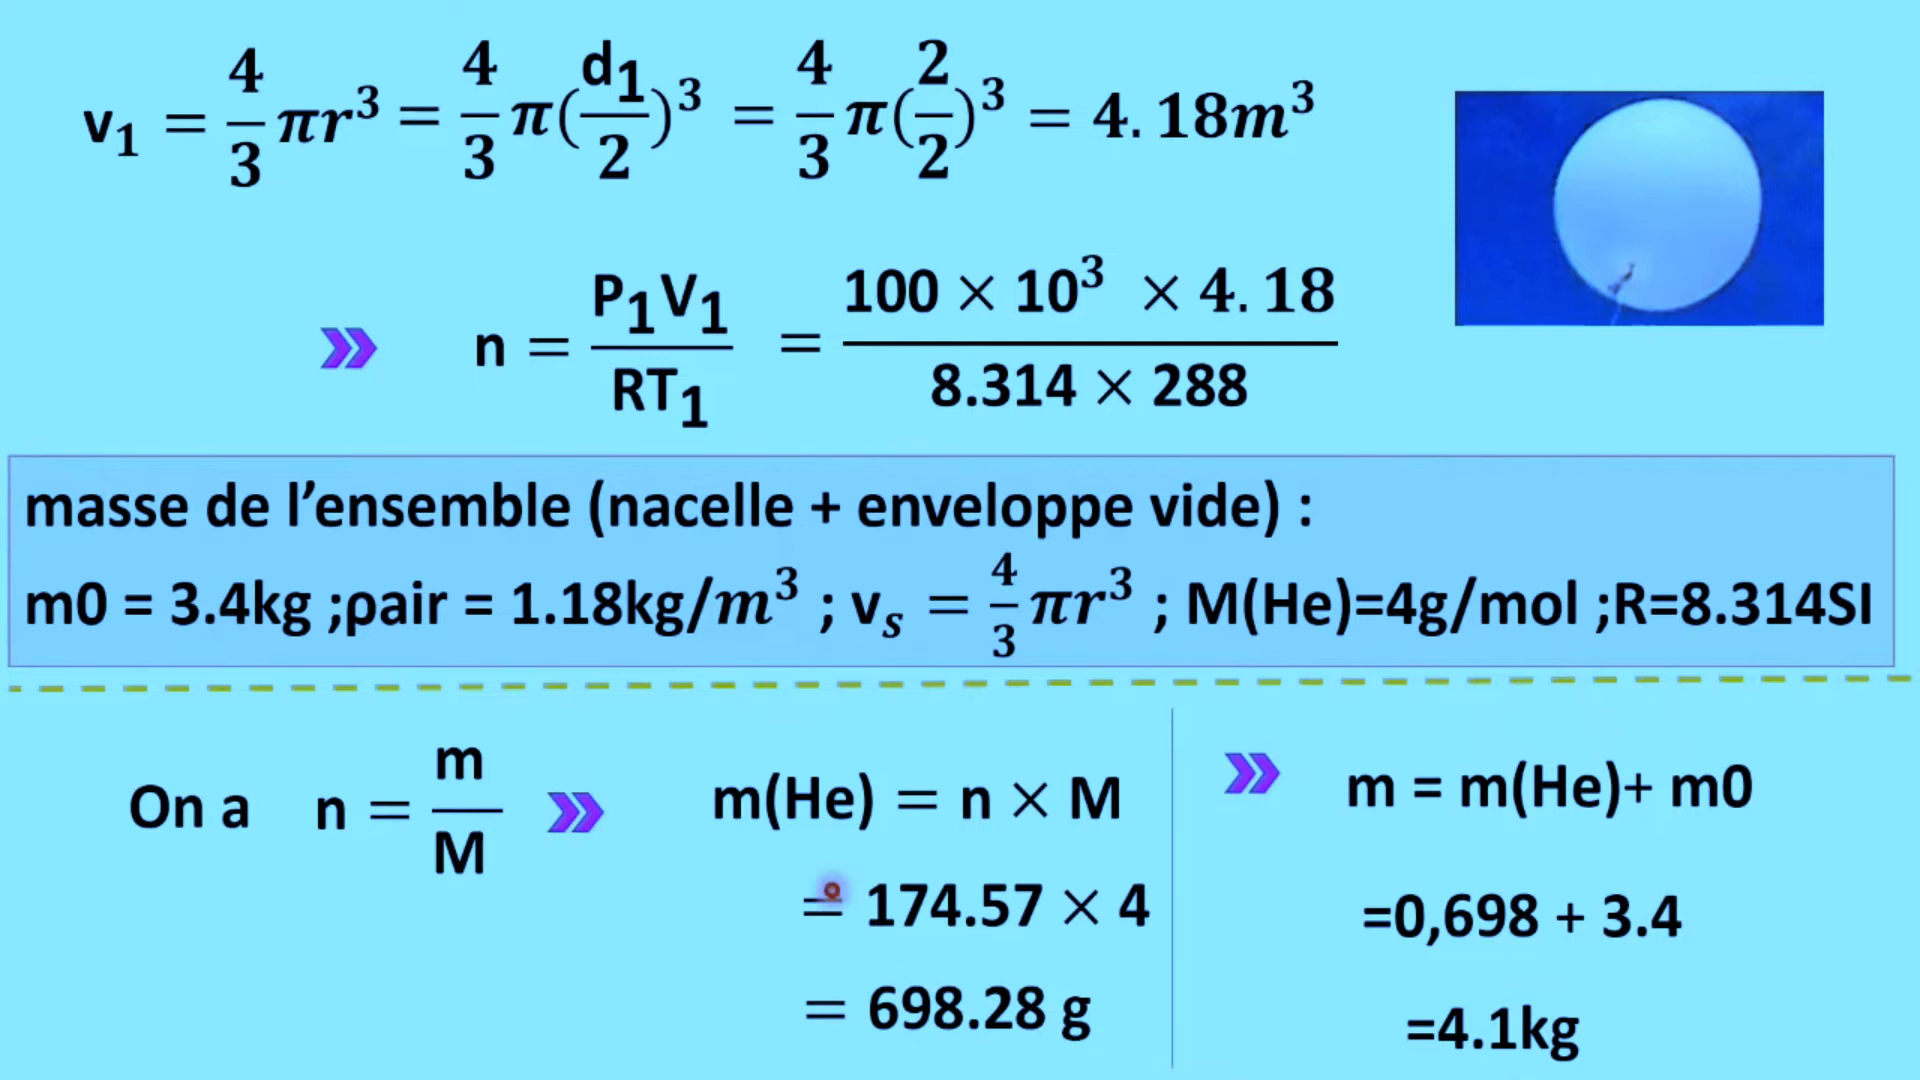 v₁ = 4/3 πr³ = 4/3 π(d₁/2)³ = 4/3 π(2/2)³ = 4.18m³
» n = P₁V₁/RT₁ = 100 × 10³ × 4.18 / 8.314 × 288
masse de l’ensemble (nacelle + enveloppe vide) :
m0 = 3.4kg ;ρair = 1.18kg/m³ ; vₛ = 4/3 πr³ ; M(He)=4g/mol ;R=8.314SI
On a n = m/M » m(He) = n × M
= 174.57 × 4
= 698.28 g
» m = m(He)+ m0
=0,698 + 3.4
=4.1kg